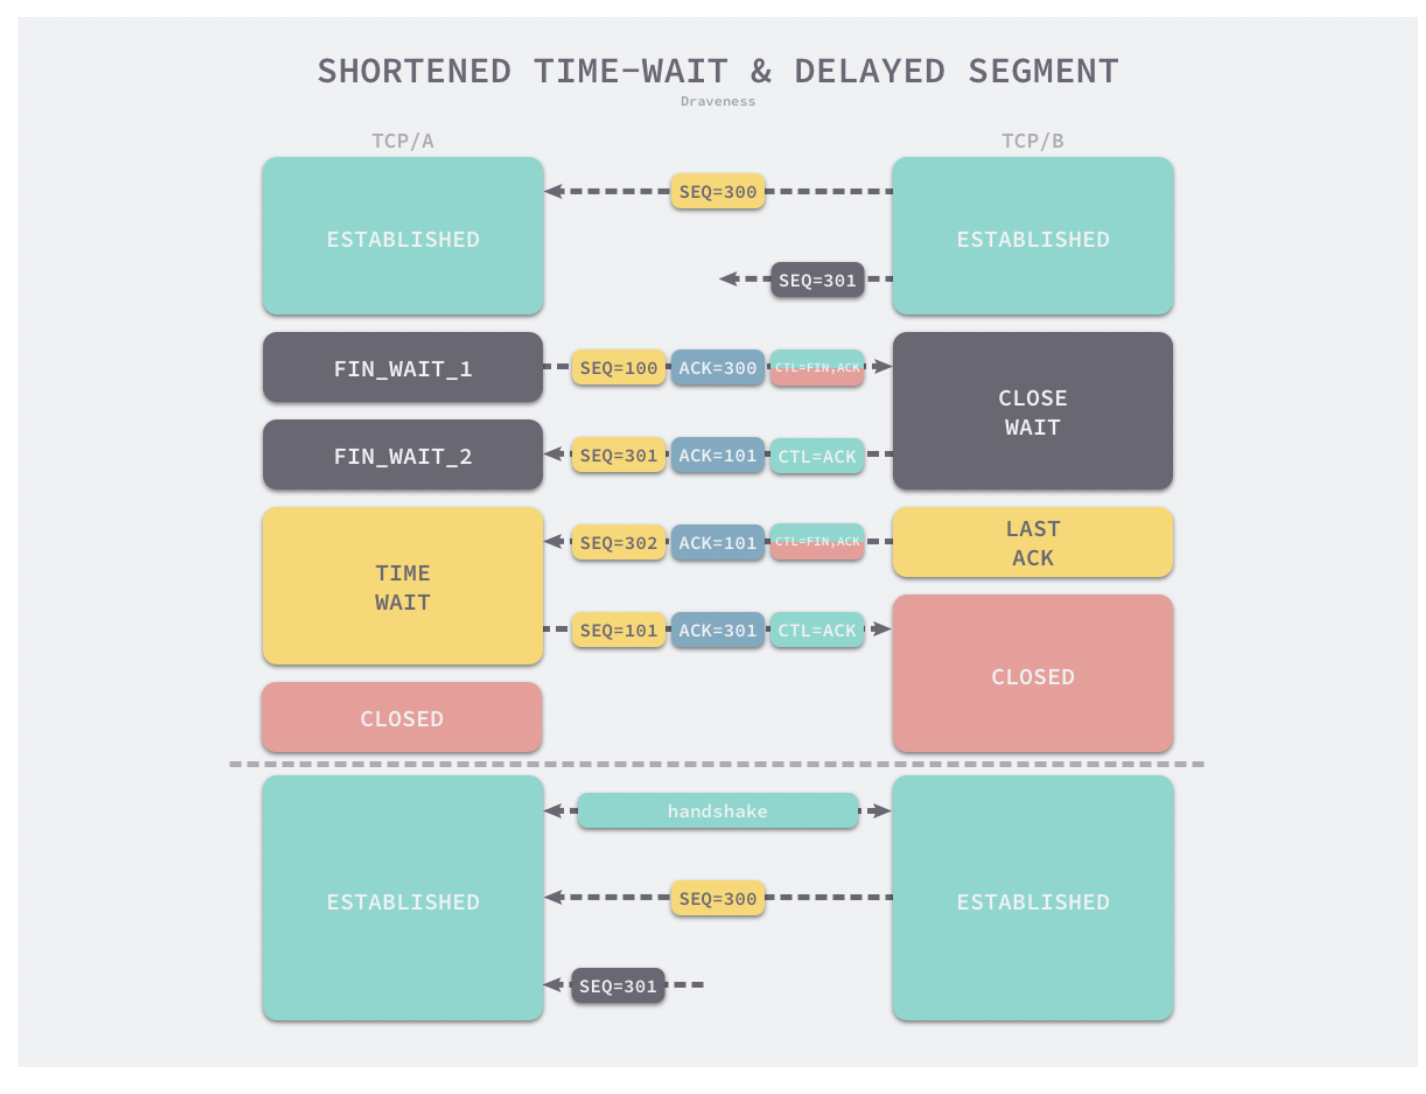 SHORTENED TIME-WAIT & DELAYED SEGMENT
Draveness
TCP/A
TCP/B
ESTABLISHED
SEQ=300
ESTABLISHED
SEQ=301
FIN_WAIT_1
SEQ=100
ACK=300
CTL=FIN,ACK
CLOSE
WAIT
FIN_WAIT_2
SEQ=301
ACK=101
CTL=ACK
TIME
WAIT
SEQ=302
ACK=101
CTL=FIN,ACK
LAST
ACK
SEQ=101
ACK=301
CTL=ACK
CLOSED
CLOSED
ESTABLISHED
handshake
ESTABLISHED
SEQ=300
SEQ=301